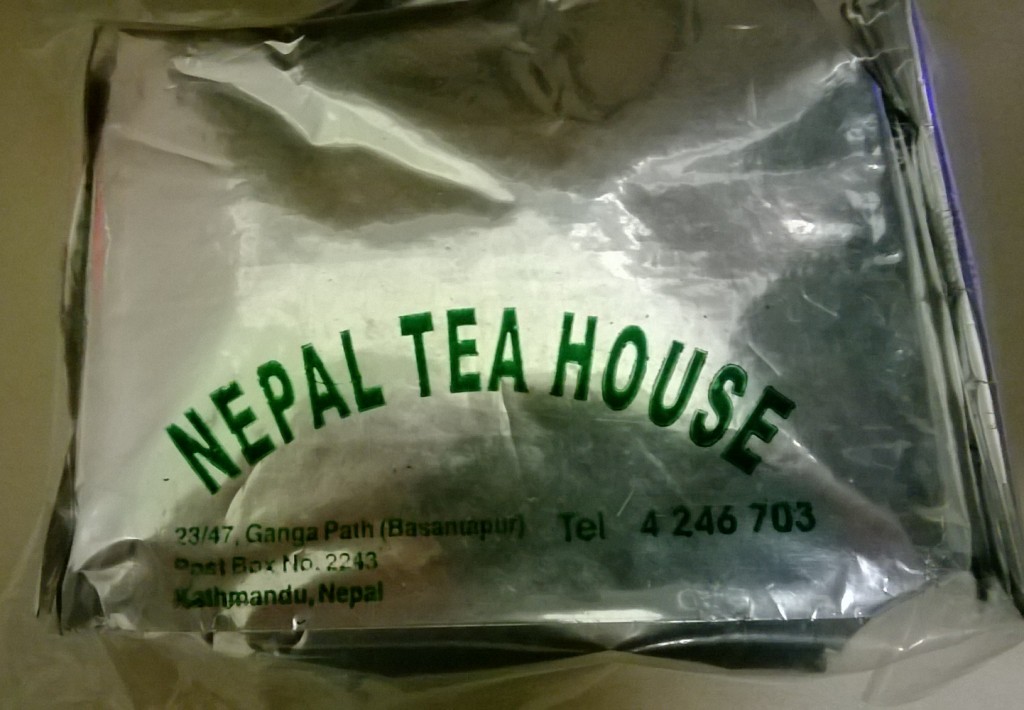 NEPAL TEA HOUSE
23/47, Ganga Path (Basantapur) Tel 4 246 703
Post Box No. 2243
Kathmandu, Nepal